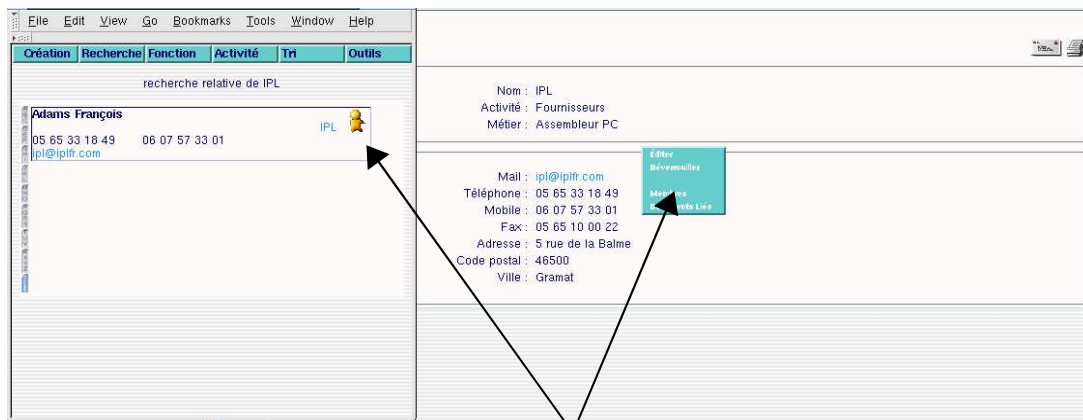 File Edit View Go Bookmarks Tools Window Help
Création Recherche Fonction Activité Tri Outils
recherche relative de IPL
Adams François
IPL
05 65 33 18 49 06 07 57 33 01
ipl@iplfr.com
Nom : IPL
Activité : Fournisseurs
Métier : Assembleur PC
Mail : ipl@iplfr.com
Téléphone : 05 65 33 18 49
Mobile : 06 07 57 33 01
Fax : 05 65 10 00 22
Adresse : 5 rue de la Balme
Code postal : 46500
Ville : Gramat
Éditer
Dévérrouiller
Membres
Liés